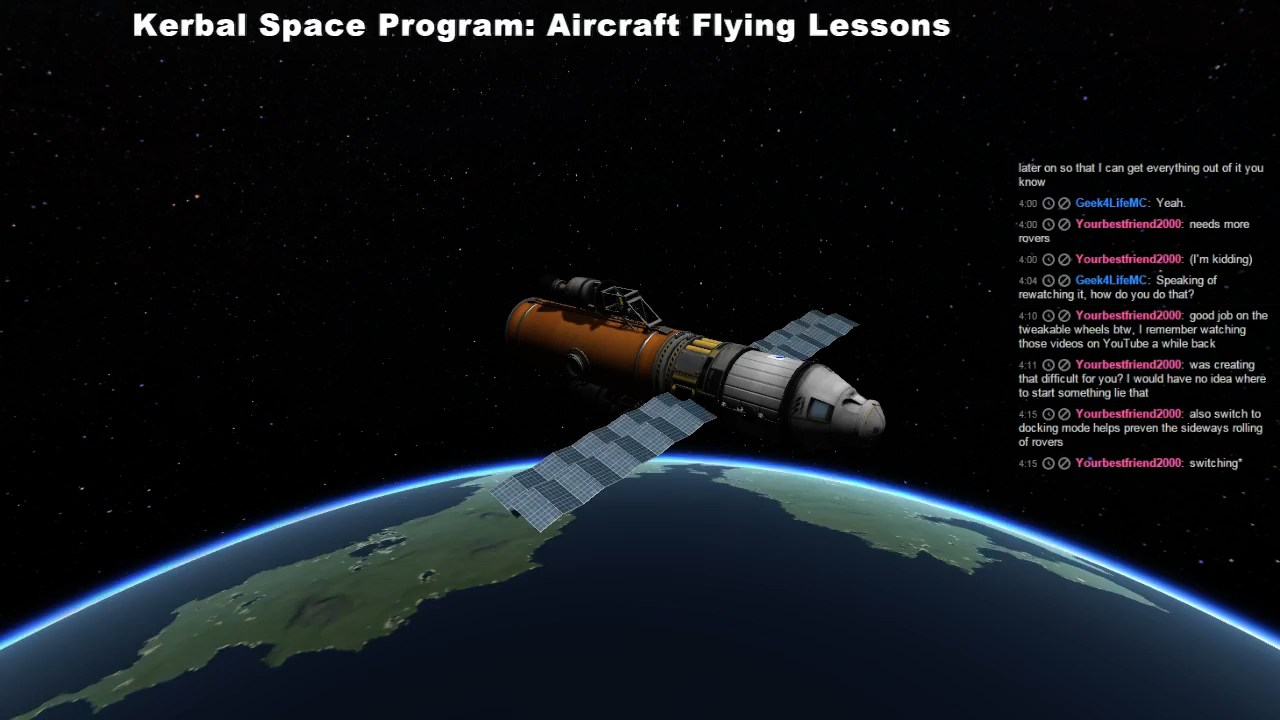 Kerbal Space Program: Aircraft Flying Lessons
later on so that I can get everything out of it you
know
4:00 Geek4LifeMC: Yeah.
4:00 Yourbestfriend2000: needs more
rovers
4:00 Yourbestfriend2000: (I'm kidding)
4:04 Geek4LifeMC: Speaking of
rewatching it, how do you do that?
4:10 Yourbestfriend2000: good job on the
tweakable wheels btw, I remember watching
those videos on YouTube a while back
4:11 Yourbestfriend2000: was creating
that difficult for you? I would have no idea where
to start something lie that
4:15 Yourbestfriend2000: also switch to
docking mode helps preven the sideways rolling
of rovers
4:15 Yourbestfriend2000: switching*